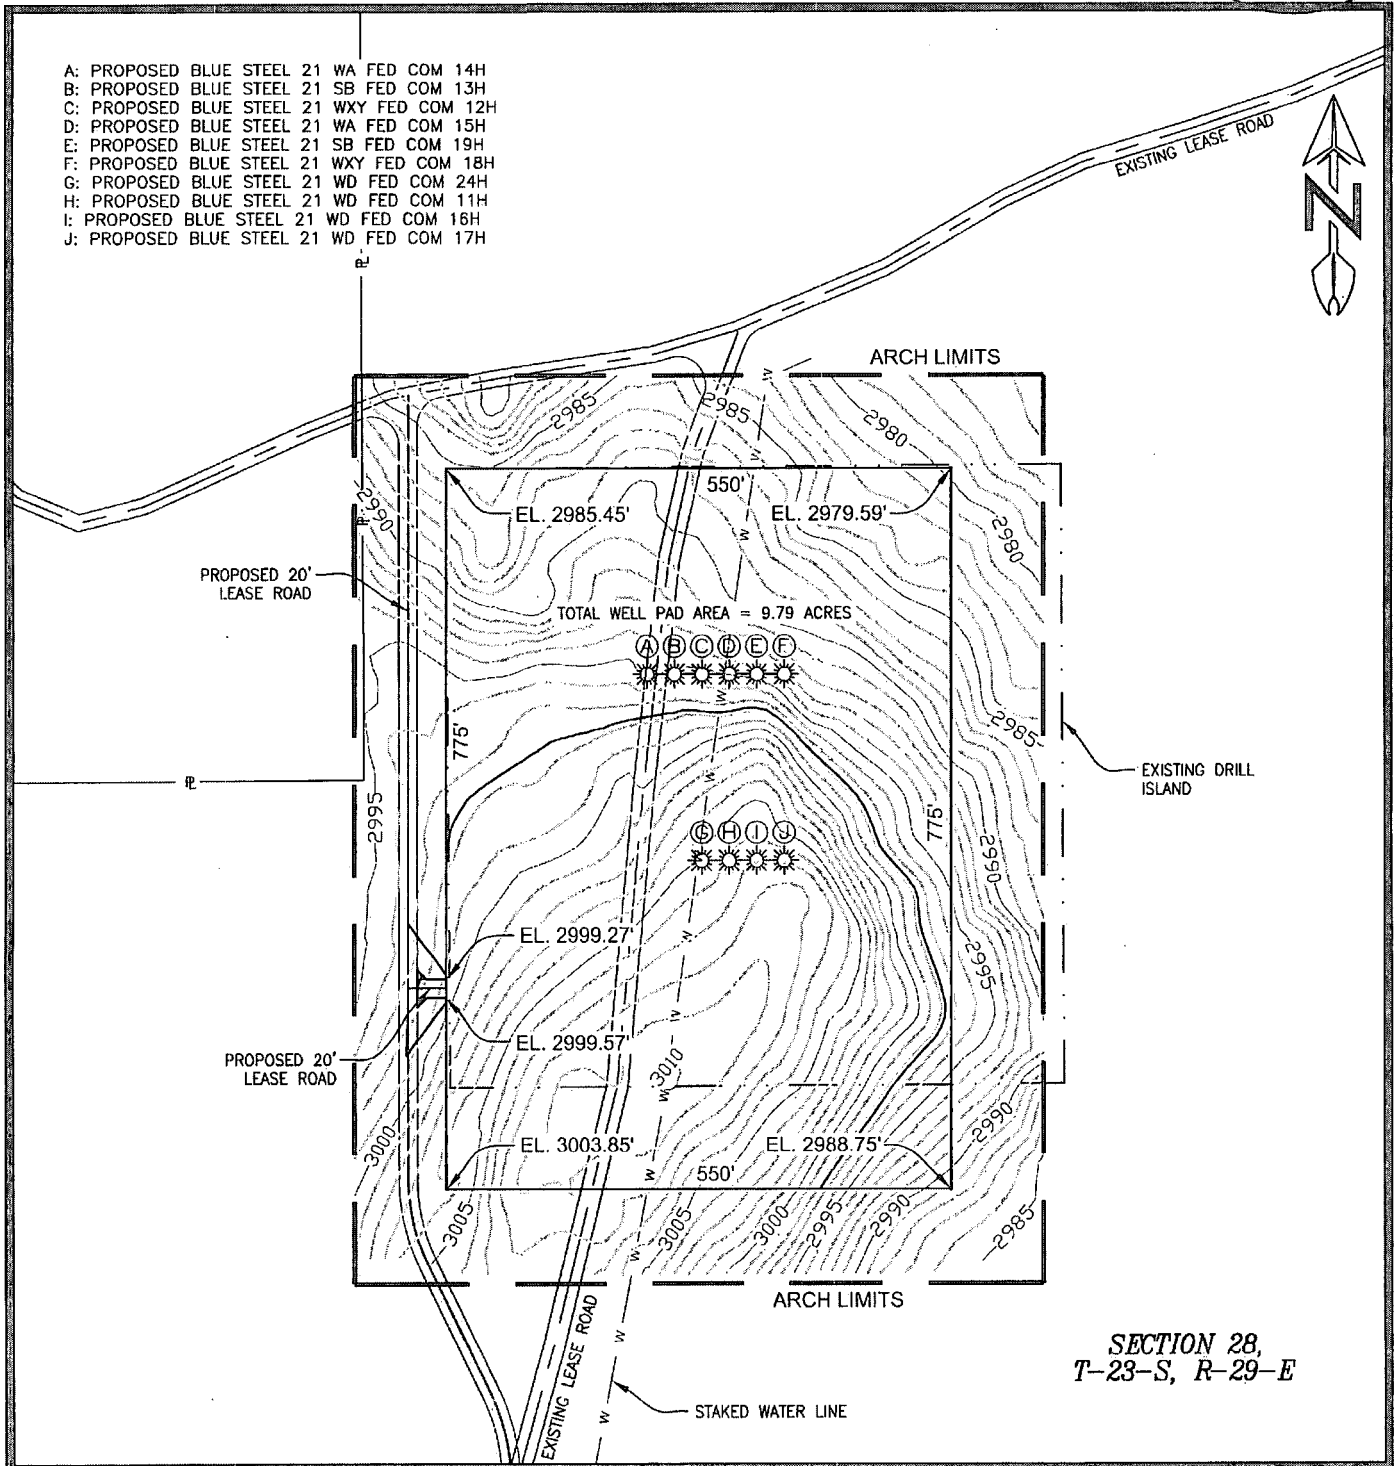 A: PROPOSED BLUE STEEL 21 WA FED COM 14H
B: PROPOSED BLUE STEEL 21 SB FED COM 13H
C: PROPOSED BLUE STEEL 21 WXY FED COM 12H
D: PROPOSED BLUE STEEL 21 WA FED COM 15H
E: PROPOSED BLUE STEEL 21 SB FED COM 19H
F: PROPOSED BLUE STEEL 21 WXY FED COM 18H
G: PROPOSED BLUE STEEL 21 WD FED COM 24H
H: PROPOSED BLUE STEEL 21 WD FED COM 11H
I: PROPOSED BLUE STEEL 21 WD FED COM 16H
J: PROPOSED BLUE STEEL 21 WD FED COM 17H
PL
EXISTING LEASE ROAD
N
ARCH LIMITS
2985
2985
2980
W
550'
2990
PL
EL. 2985.45'
EL. 2979.59'
2980
W
PROPOSED 20'
LEASE ROAD
TOTAL WELL PAD AREA = 9.79 ACRES
W
A B C D E F
W
2985
775'
PL
W
EXISTING DRILL
ISLAND
2995
775'
G H I J
2990
EL. 2999.27'
W
2995
W
EL. 2999.57'
PROPOSED 20'
LEASE ROAD
3010
W
W
2990
3000
EL. 3003.85'
EL. 2988.75'
W
550'
3005
3005
3000
2995
2990
2985
W
W
ARCH LIMITS
EXISTING LEASE ROAD
W
SECTION 28,
T-23-S, R-29-E
W
STAKED WATER LINE